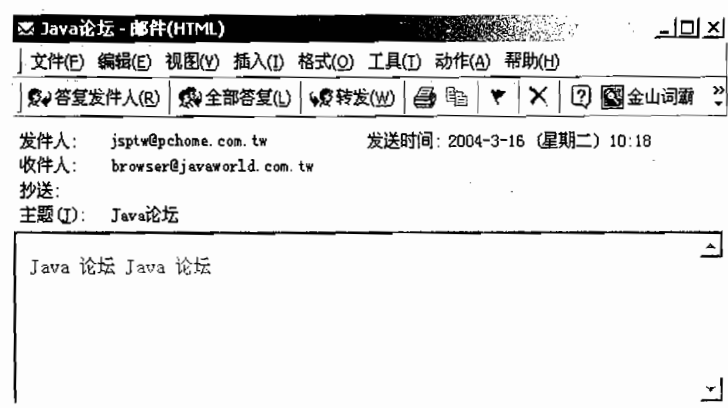 Java论坛 - 邮件(HTML)
文件(F) 编辑(E) 视图(V) 插入(I) 格式(O) 工具(T) 动作(A) 帮助(H)
答复发件人(R) 全部答复(L) 转发(W) 金山词霸
发件人: jsptw@pchome.com.tw 发送时间: 2004-3-16 (星期二) 10:18
收件人: browser@javaworld.com.tw
抄送:
主题(J): Java论坛
Java 论坛 Java 论坛